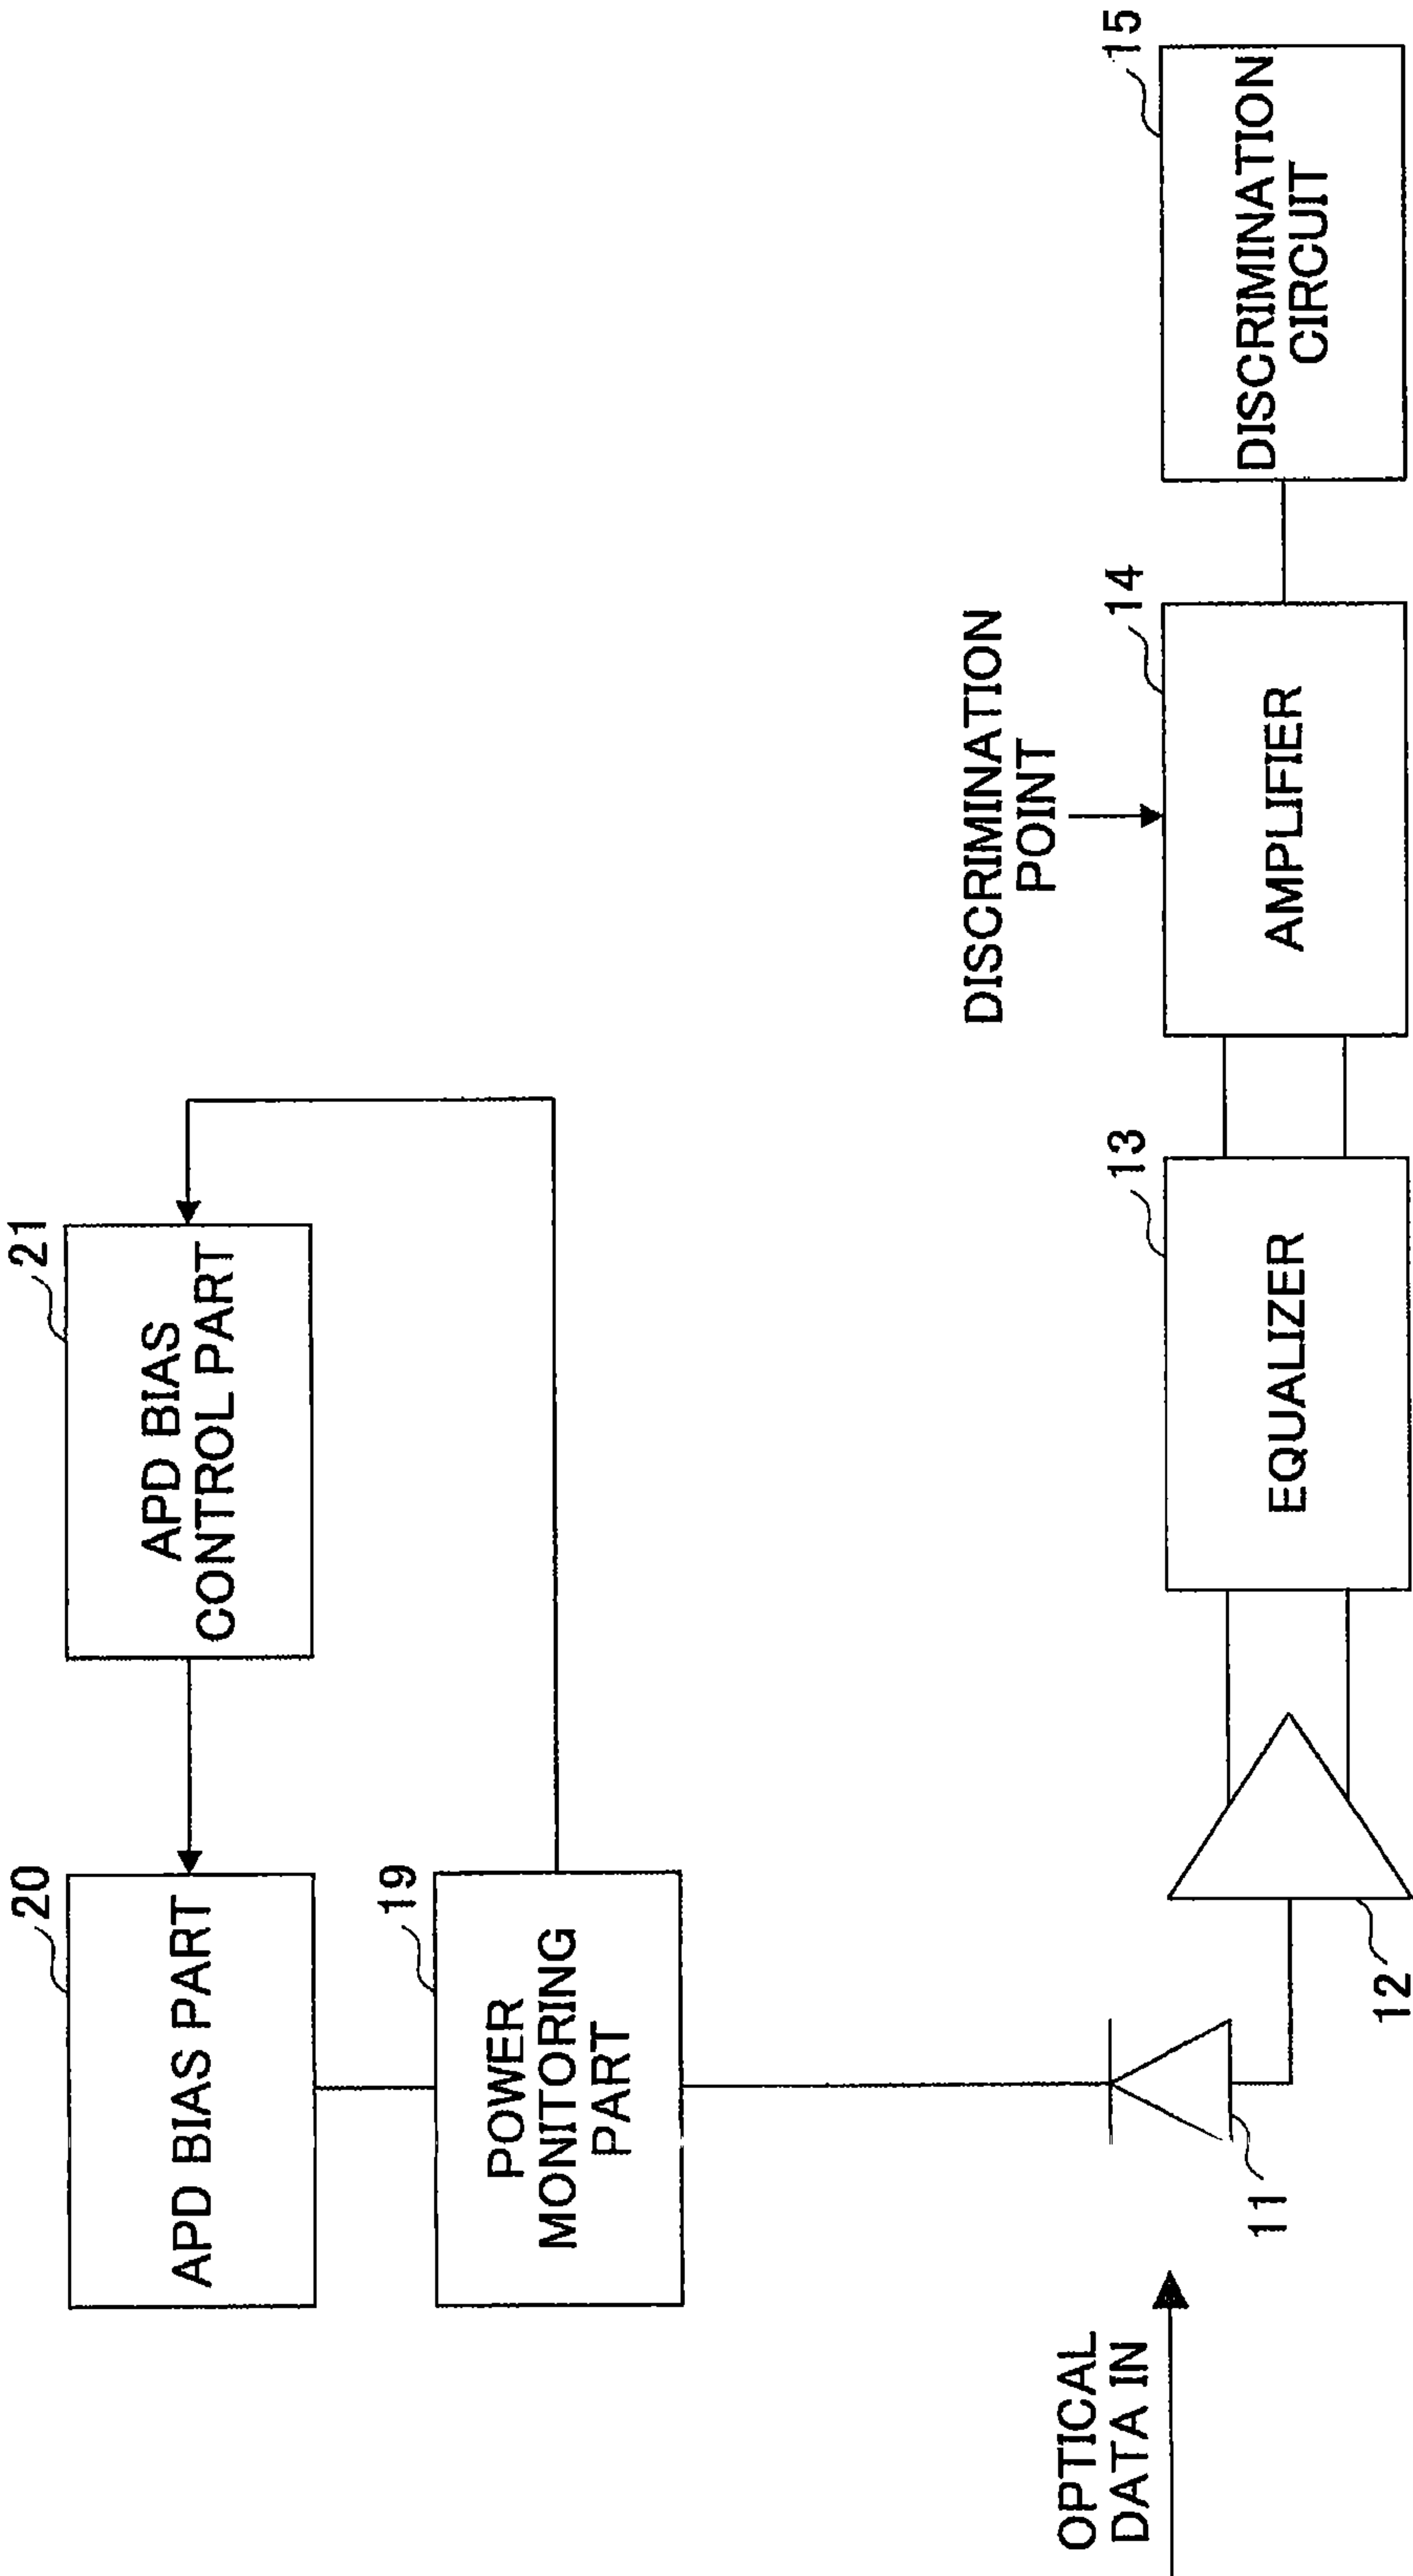 20
APD BIAS PART
21
APD BIAS
CONTROL PART
19
POWER
MONITORING
PART
OPTICAL
DATA IN
11
12
13
EQUALIZER
DISCRIMINATION
POINT
14
AMPLIFIER
15
DISCRIMINATION
CIRCUIT